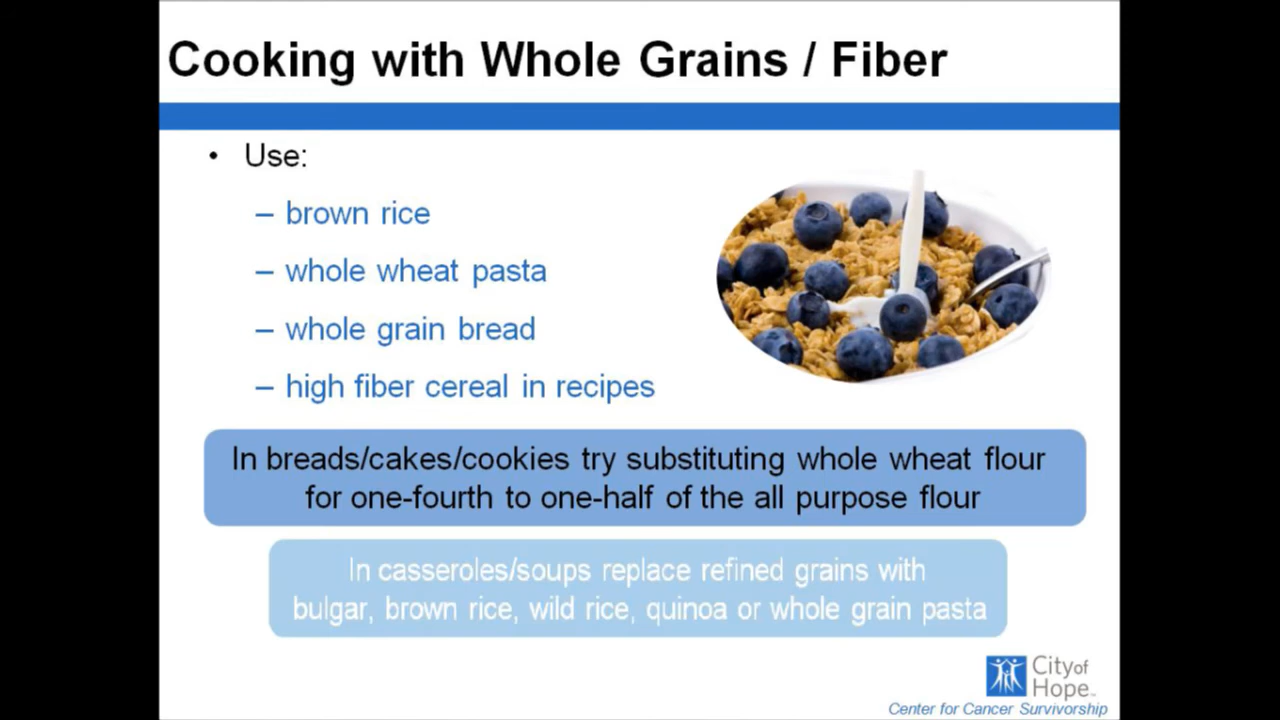 Cooking with Whole Grains / Fiber
• Use:
– brown rice
– whole wheat pasta
– whole grain bread
– high fiber cereal in recipes
In breads/cakes/cookies try substituting whole wheat flour
for one-fourth to one-half of the all purpose flour
In casseroles/soups replace refined grains with
bulgar, brown rice, wild rice, quinoa or whole grain pasta
City of
Hope™
Center for Cancer Survivorship